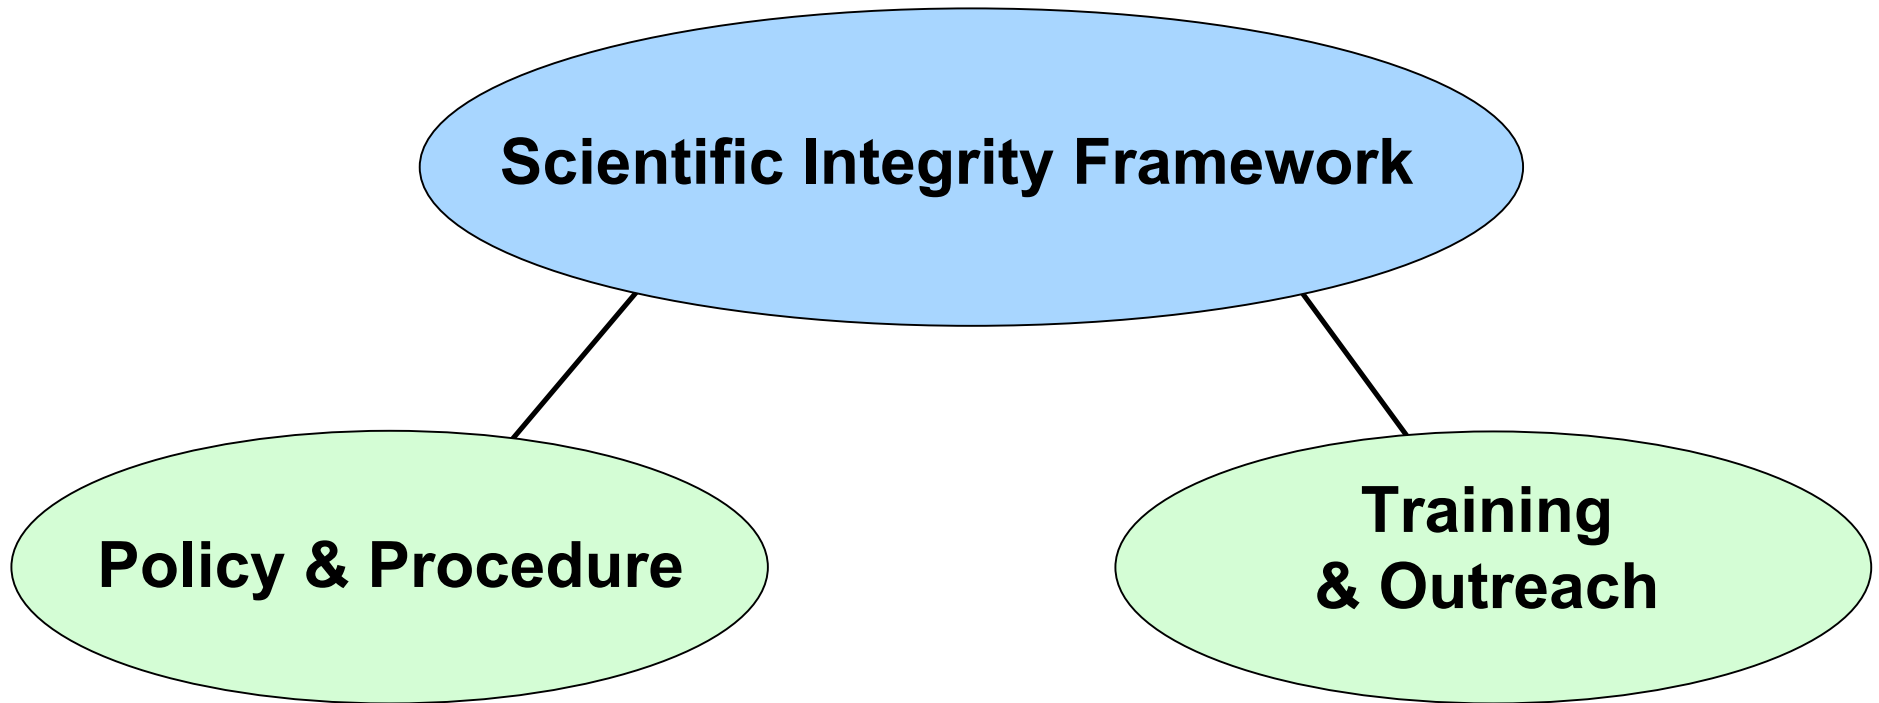 Scientific Integrity Framework
Policy & Procedure
Training
& Outreach